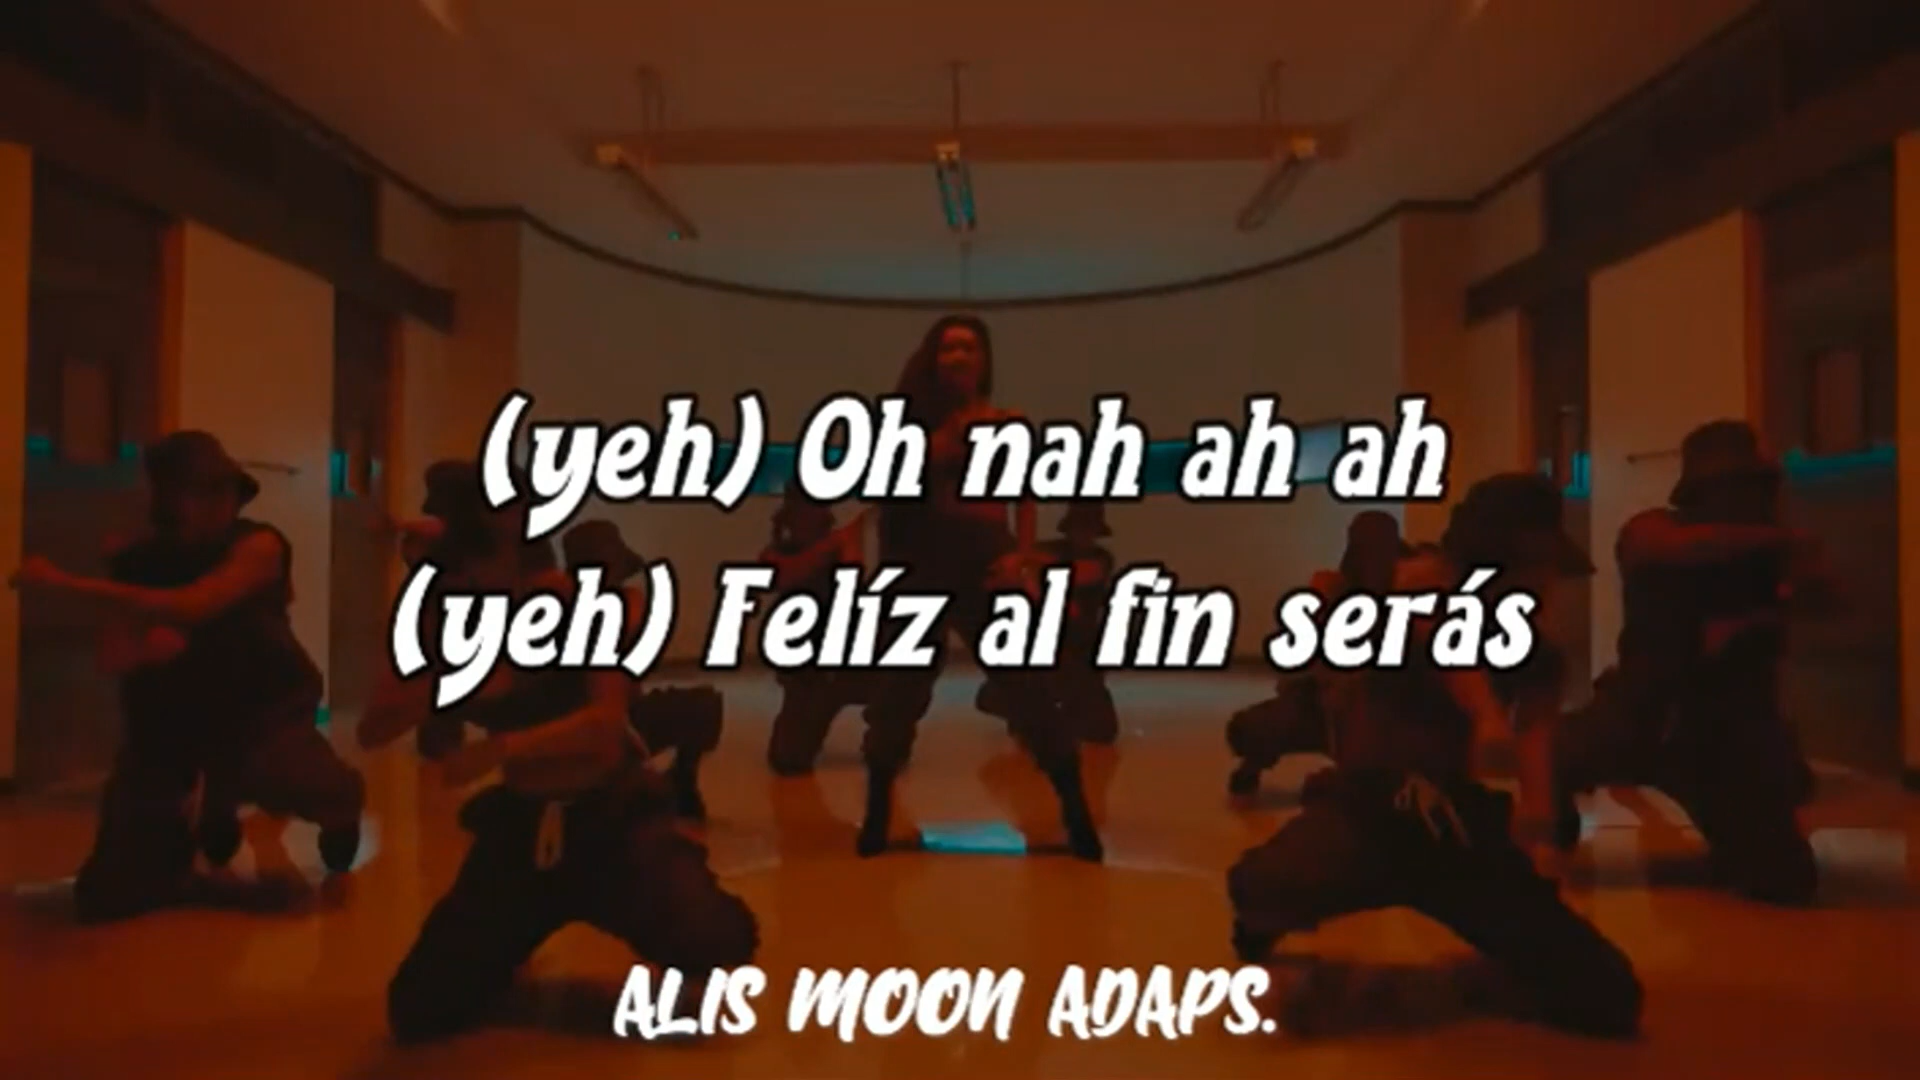 (yeh) Oh nah ah ah
(yeh) Felíz al fin serás
ALIS MOON ADAPS.